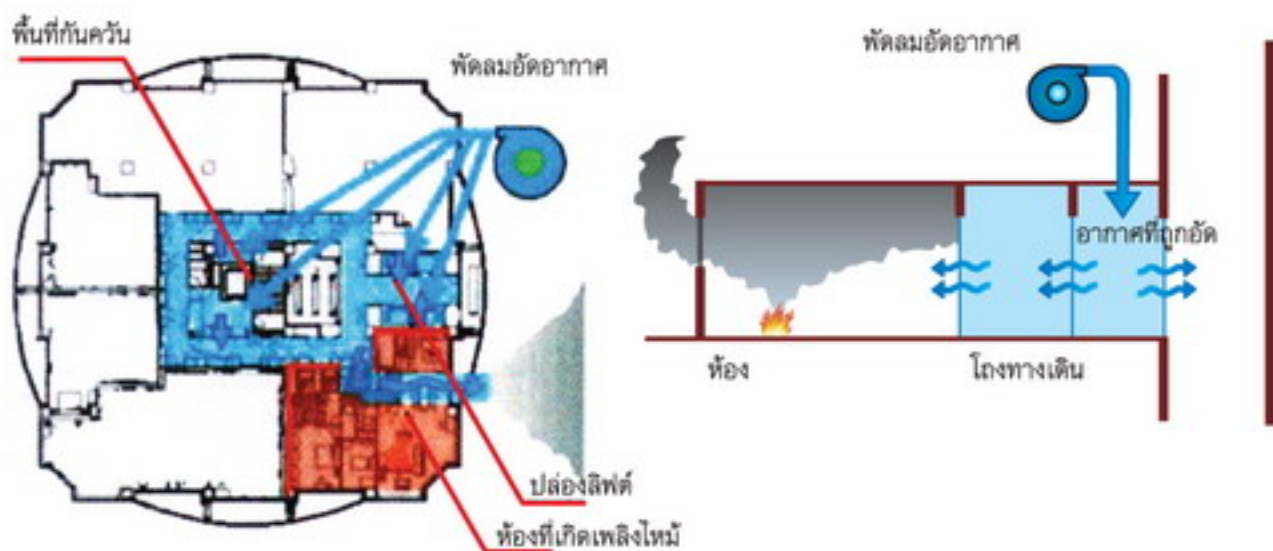 พื้นที่กันควัน
พัดลมอัดอากาศ
ปล่องลิฟต์
ห้องที่เกิดเพลิงไหม้
พัดลมอัดอากาศ
อากาศที่ถูกอัด
ห้อง
โถงทางเดิน